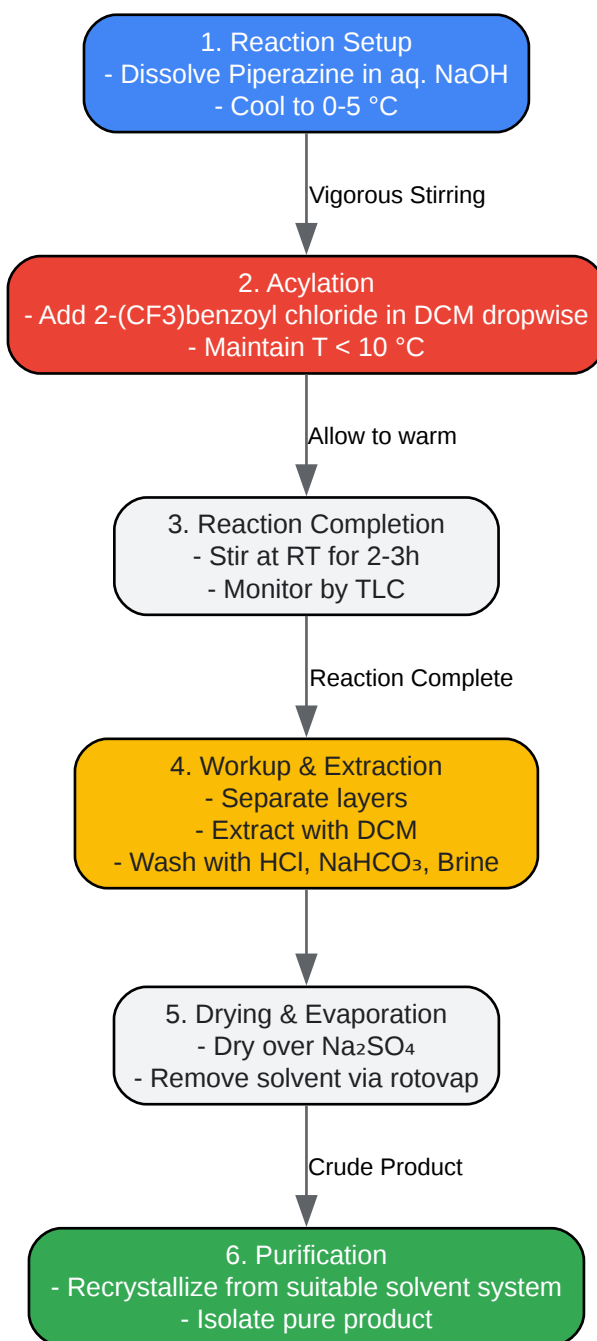 1. Reaction Setup
- Dissolve Piperazine in aq. NaOH
- Cool to 0-5 °C
Vigorous Stirring
2. Acylation
- Add 2-(CF3)benzoyl chloride in DCM dropwise
- Maintain T < 10 °C
Allow to warm
3. Reaction Completion
- Stir at RT for 2-3h
- Monitor by TLC
Reaction Complete
4. Workup & Extraction
- Separate layers
- Extract with DCM
- Wash with HCl, NaHCO₃, Brine
5. Drying & Evaporation
- Dry over Na₂SO₄
- Remove solvent via rotovap
Crude Product
6. Purification
- Recrystallize from suitable solvent system
- Isolate pure product